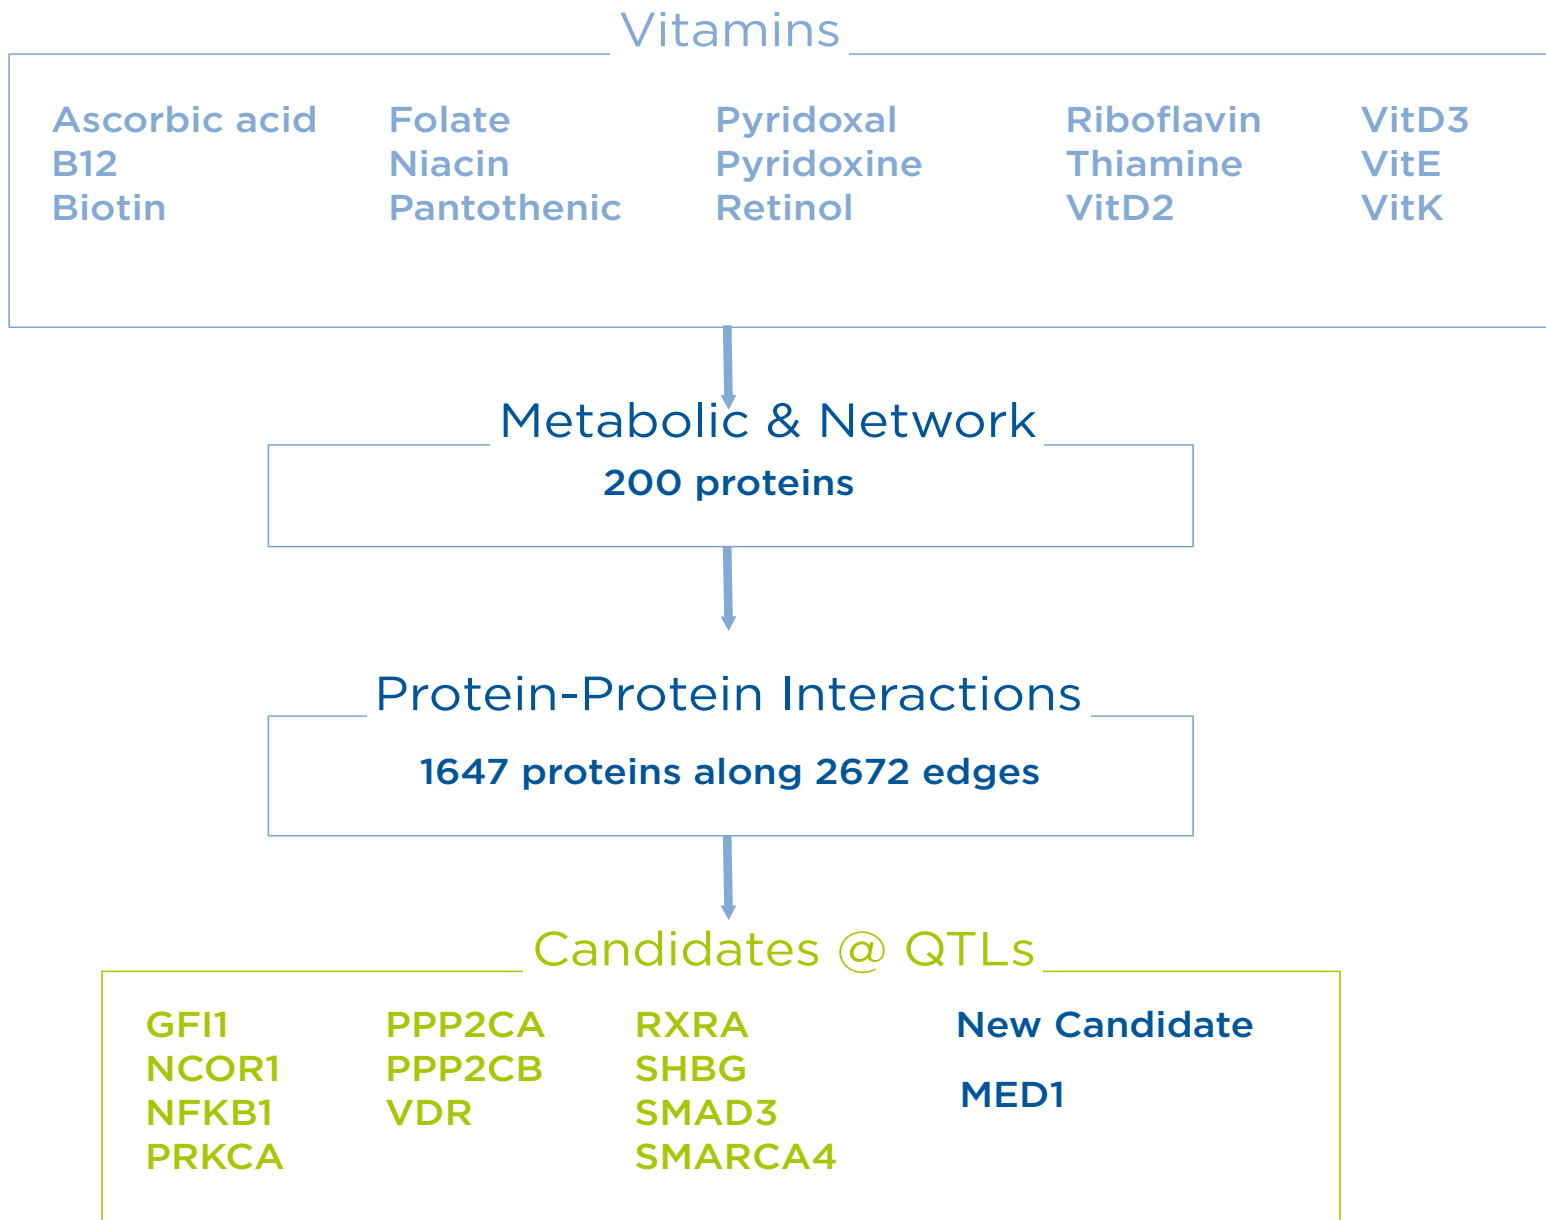 Vitamins
Ascorbic acid
B12
Biotin
Folate
Niacin
Pantothenic
Pyridoxal
Pyridoxine
Retinol
Riboflavin
Thiamine
VitD2
VitD3
VitE
VitK
Metabolic & Network
200 proteins
Protein-Protein Interactions
1647 proteins along 2672 edges
Candidates @ QTLs
GFI1
NCOR1
NFKB1
PRKCA
PPP2CA
PPP2CB
VDR
RXRA
SHBG
SMAD3
SMARCA4
New Candidate
MED1